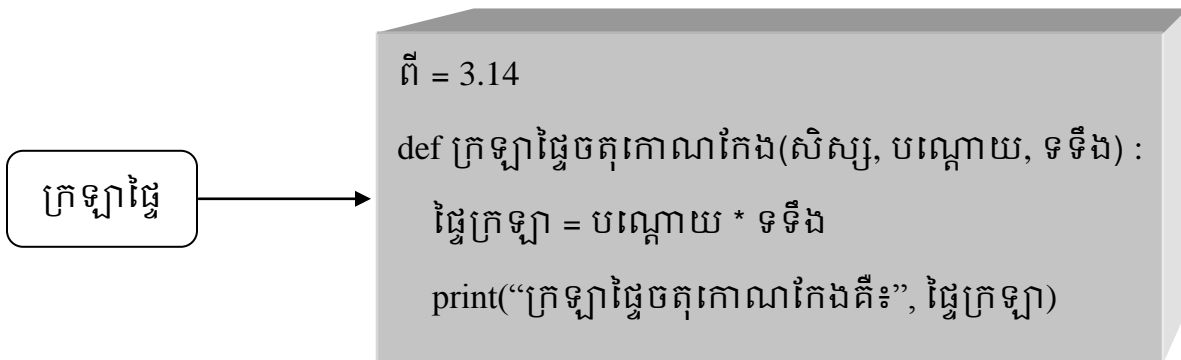 ក្រឡាផ្ទៃ
ពី = 3.14
def ក្រឡាផ្ទៃចតុកោណកែង(សិស្ស, បណ្តោយ, ទទឹង) :
ផ្ទៃក្រឡា = បណ្តោយ * ទទឹង
print(“ក្រឡាផ្ទៃចតុកោណកែងគឺ៖”, ផ្ទៃក្រឡា)